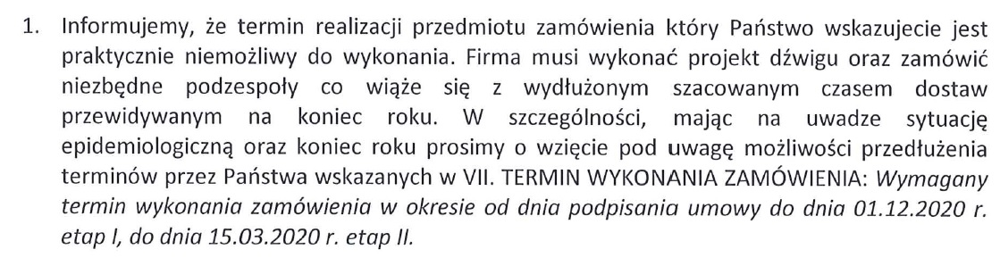 1. Informujemy, że termin realizacji przedmiotu zamówienia który Państwo wskazujecie jest
praktycznie niemożliwy do wykonania. Firma musi wykonać projekt dźwigu oraz zamówić
niezbędne podzespoły co wiąże się z wydłużonym szacowanym czasem dostaw
przewidywanym na koniec roku. W szczególności, mając na uwadze sytuację
epidemiologiczną oraz koniec roku prosimy o wzięcie pod uwagę możliwości przedłużenia
terminów przez Państwa wskazanych w VII. TERMIN WYKONANIA ZAMÓWIENIA: Wymagany
termin wykonania zamówienia w okresie od dnia podpisania umowy do dnia 01.12.2020 r.
etap I, do dnia 15.03.2020 r. etap II.